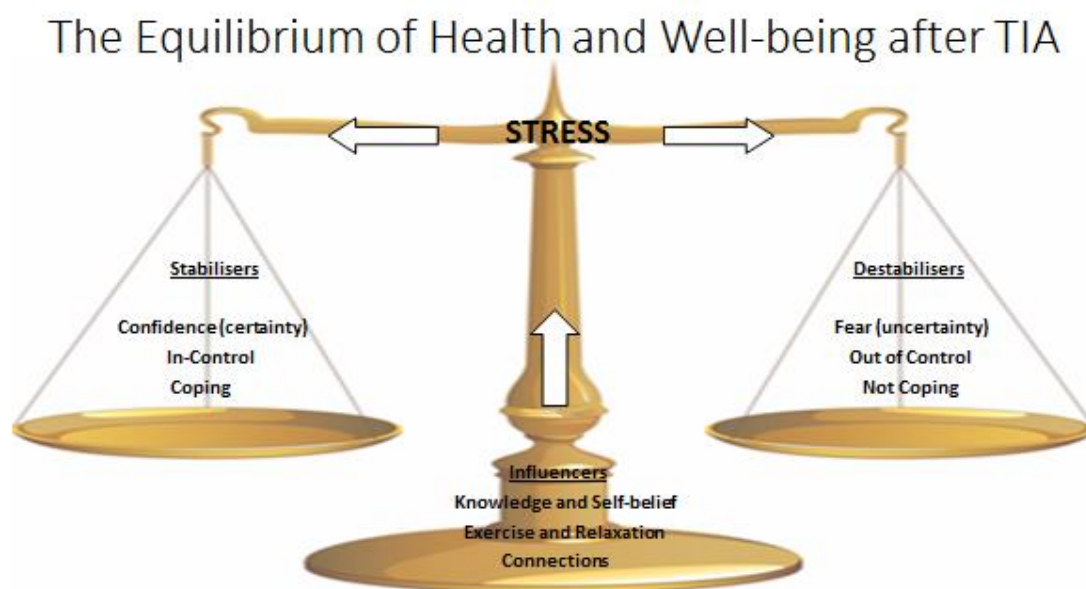 The Equilibrium of Health and Well-being after TIA
STRESS
Stabilisers
Confidence (certainty)
In-Control
Coping
Destabilisers
Fear (uncertainty)
Out of Control
Not Coping
Influencers
Knowledge and Self-belief
Exercise and Relaxation
Connections